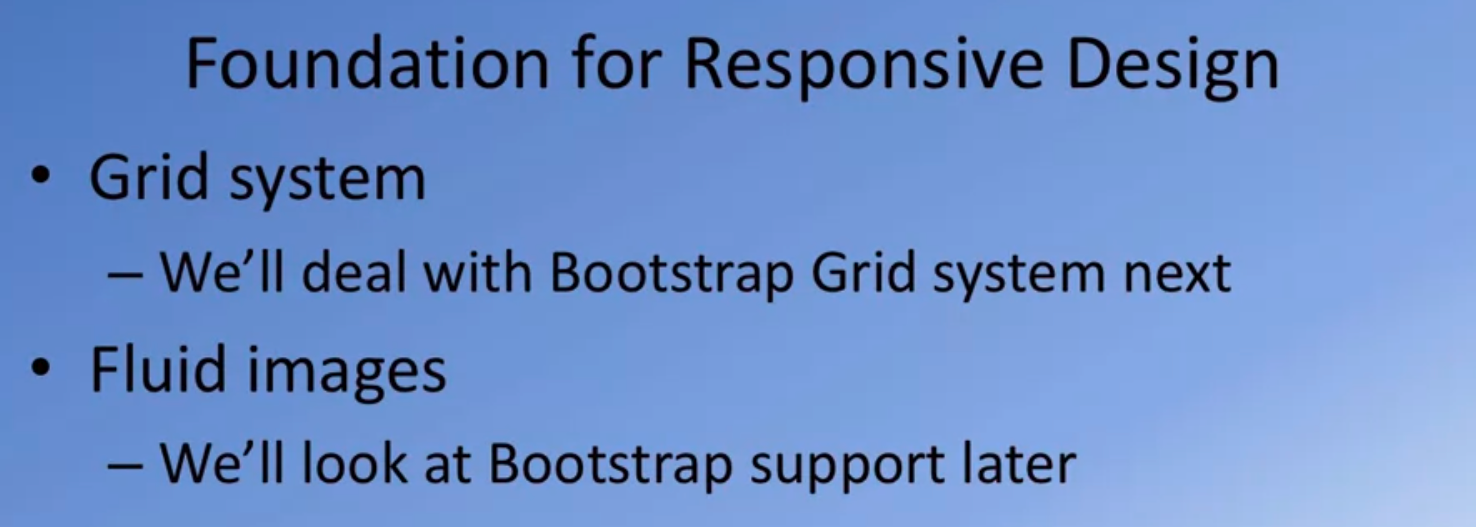 Foundation for Responsive Design
• Grid system
– We’ll deal with Bootstrap Grid system next
• Fluid images
– We’ll look at Bootstrap support later